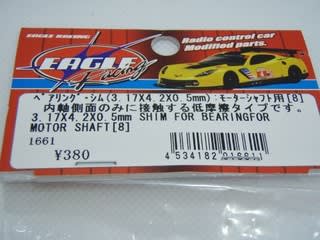 EAGLE RACING
Radio control car
Modified parts.
EAGLE
Racing
ベアリングシム(3.17X4.2X0.5mm):モーターシャフト用[8]
内軸側面のみに接触する低摩擦タイプです。
3.17X4.2X0.5mm SHIM FOR BEARINGFOR
MOTOR SHAFT[8]
1661
¥380
4 534182